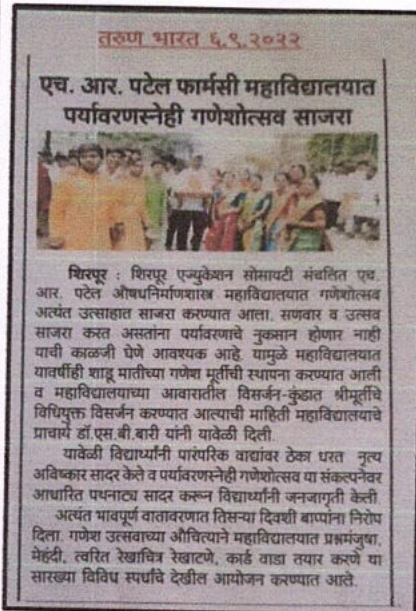 तरुण भारत ६.९.२०२२
एच. आर. पटेल फार्मसी महाविद्यालयात
पर्यावरणस्नेही गणेशोत्सव साजरा
शिरपूर : शिरपूर एज्युकेशन सोसायटी संचलित एच.
आर. पटेल औषधनिर्माणशास्त्र महाविद्यालयात गणेशोत्सव
अत्यंत उत्साहात साजरा करण्यात आला. सणवार व उत्सव
साजरा करत असतांना पर्यावरणाचे नुकसान होणार नाही
याची काळजी घेणे आवश्यक आहे. यामुळे महाविद्यालयात
यावर्षीही शाडू मातीच्या गणेश मूर्तीची स्थापना करण्यात आली
व महाविद्यालयाच्या आवारातील विसर्जन-कुंडात श्रीमूर्तिचे
विधियुक्त विसर्जन करण्यात आल्याची माहिती महाविद्यालयाचे
प्राचार्य डॉ.एस.बी.बारी यांनी यावेळी दिली.
यावेळी विद्यार्थ्यांनी पारंपरिक वाद्यांवर ठेका धरत नृत्य
अविष्कार सादर केले व पर्यावरणस्नेही गणेशोत्सव या संकल्पनेवर
आधारित पथनाट्य सादर करून विद्यार्थ्यांनी जनजागृती केली
अत्यंत भावपूर्ण वातावरणात तिसऱ्या दिवशी बाप्पांना निरोप
दिला. गणेश उत्सवाच्या औचित्याने महाविद्यालयात प्रश्नमंजुषा,
मेहंदी, त्वरित रेखाचित्र रेखाटणे, कार्ड वाडा तयार करणे या
सारख्या विविध स्पर्धांचे देखील आयोजन करण्यात आले.